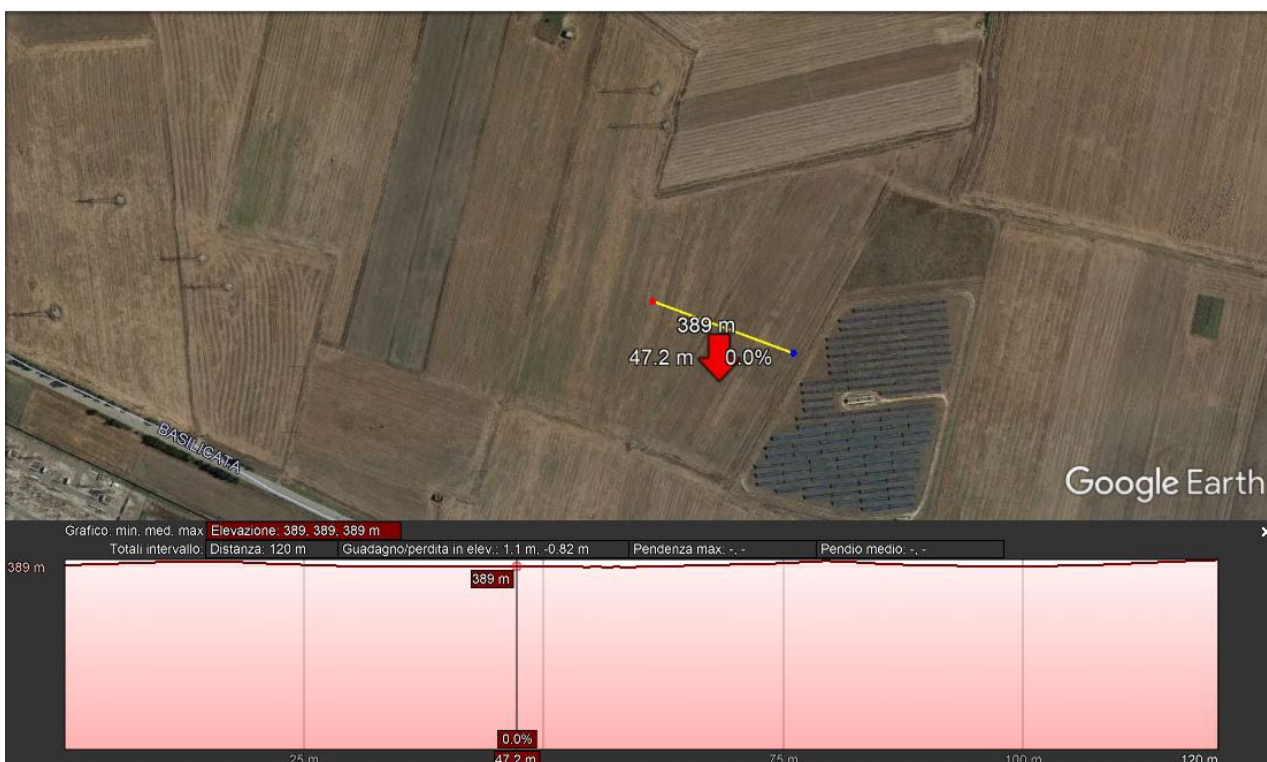 389 m
47.2 m 0.0%
BASILICATA
Google Earth
Grafico: min, med, max Elevazione: 389, 389, 389 m
Totali intervallo: Distanza: 120 m Guadagno/perdita in elev.: 1.1 m, -0.82 m Pendenza max: -, - Pendio medio: -, -
389 m
389 m
0.0%
25 m 47.2 m 75 m 100 m 120 m